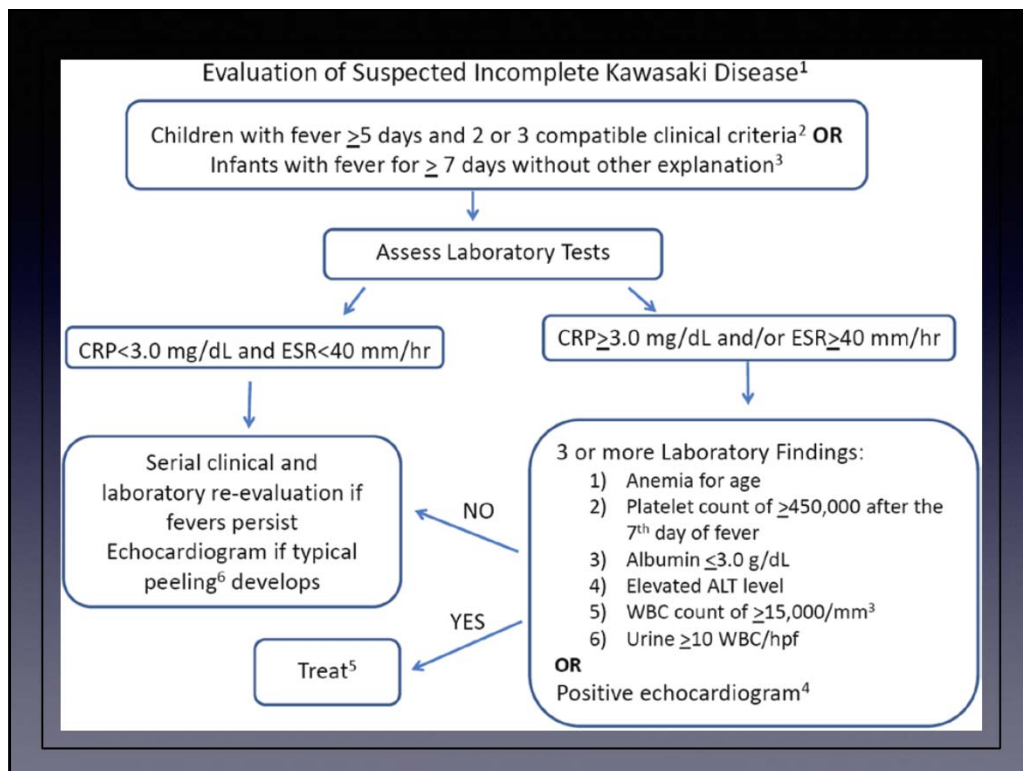 Evaluation of Suspected Incomplete Kawasaki Disease¹
Children with fever ≥5 days and 2 or 3 compatible clinical criteria² OR
Infants with fever for ≥ 7 days without other explanation³
Assess Laboratory Tests
CRP<3.0 mg/dL and ESR<40 mm/hr
CRP≥3.0 mg/dL and/or ESR≥40 mm/hr
Serial clinical and
laboratory re-evaluation if
fevers persist
Echocardiogram if typical
peeling⁶ develops
NO
YES
Treat⁵
3 or more Laboratory Findings:
1) Anemia for age
2) Platelet count of ≥450,000 after the
7th day of fever
3) Albumin ≤3.0 g/dL
4) Elevated ALT level
5) WBC count of ≥15,000/mm³
6) Urine ≥10 WBC/hpf
OR
Positive echocardiogram⁴